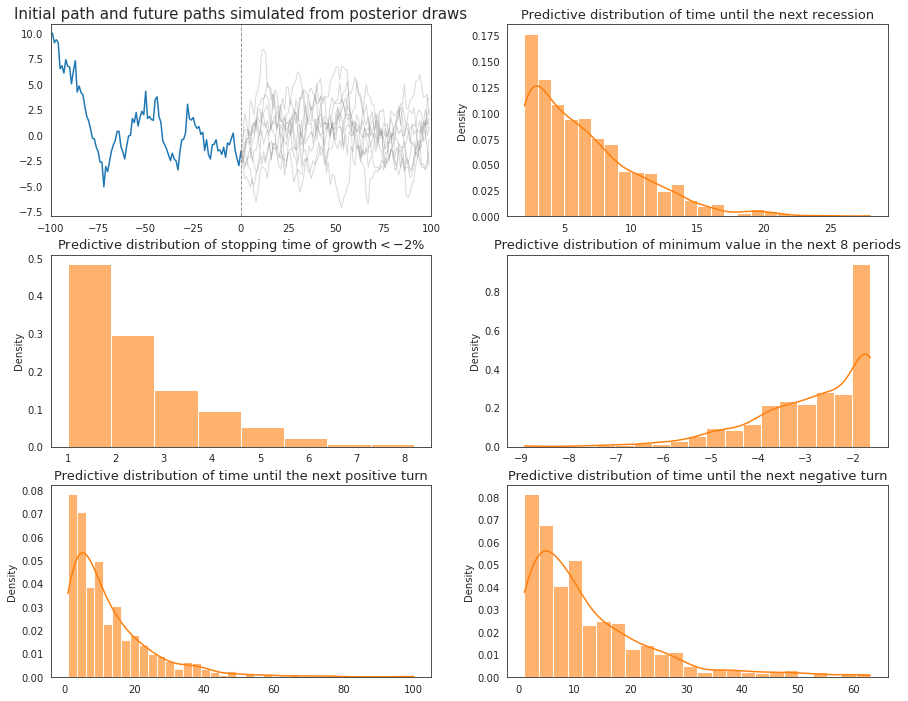 Initial path and future paths simulated from posterior draws
10.0
7.5
5.0
2.5
0.0
−2.5
−5.0
−7.5
−100 −75 −50 −25 0 25 50 75 100
Predictive distribution of time until the next recession
Density
0.175
0.150
0.125
0.100
0.075
0.050
0.025
0.000
5 10 15 20 25
Predictive distribution of stopping time of growth < −2%
Density
0.5
0.4
0.3
0.2
0.1
0.0
1 2 3 4 5 6 7 8
Predictive distribution of minimum value in the next 8 periods
Density
0.8
0.6
0.4
0.2
0.0
−9 −8 −7 −6 −5 −4 −3 −2
Predictive distribution of time until the next positive turn
Density
0.08
0.07
0.06
0.05
0.04
0.03
0.02
0.01
0.00
0 20 40 60 80 100
Predictive distribution of time until the next negative turn
Density
0.08
0.07
0.06
0.05
0.04
0.03
0.02
0.01
0.00
0 10 20 30 40 50 60